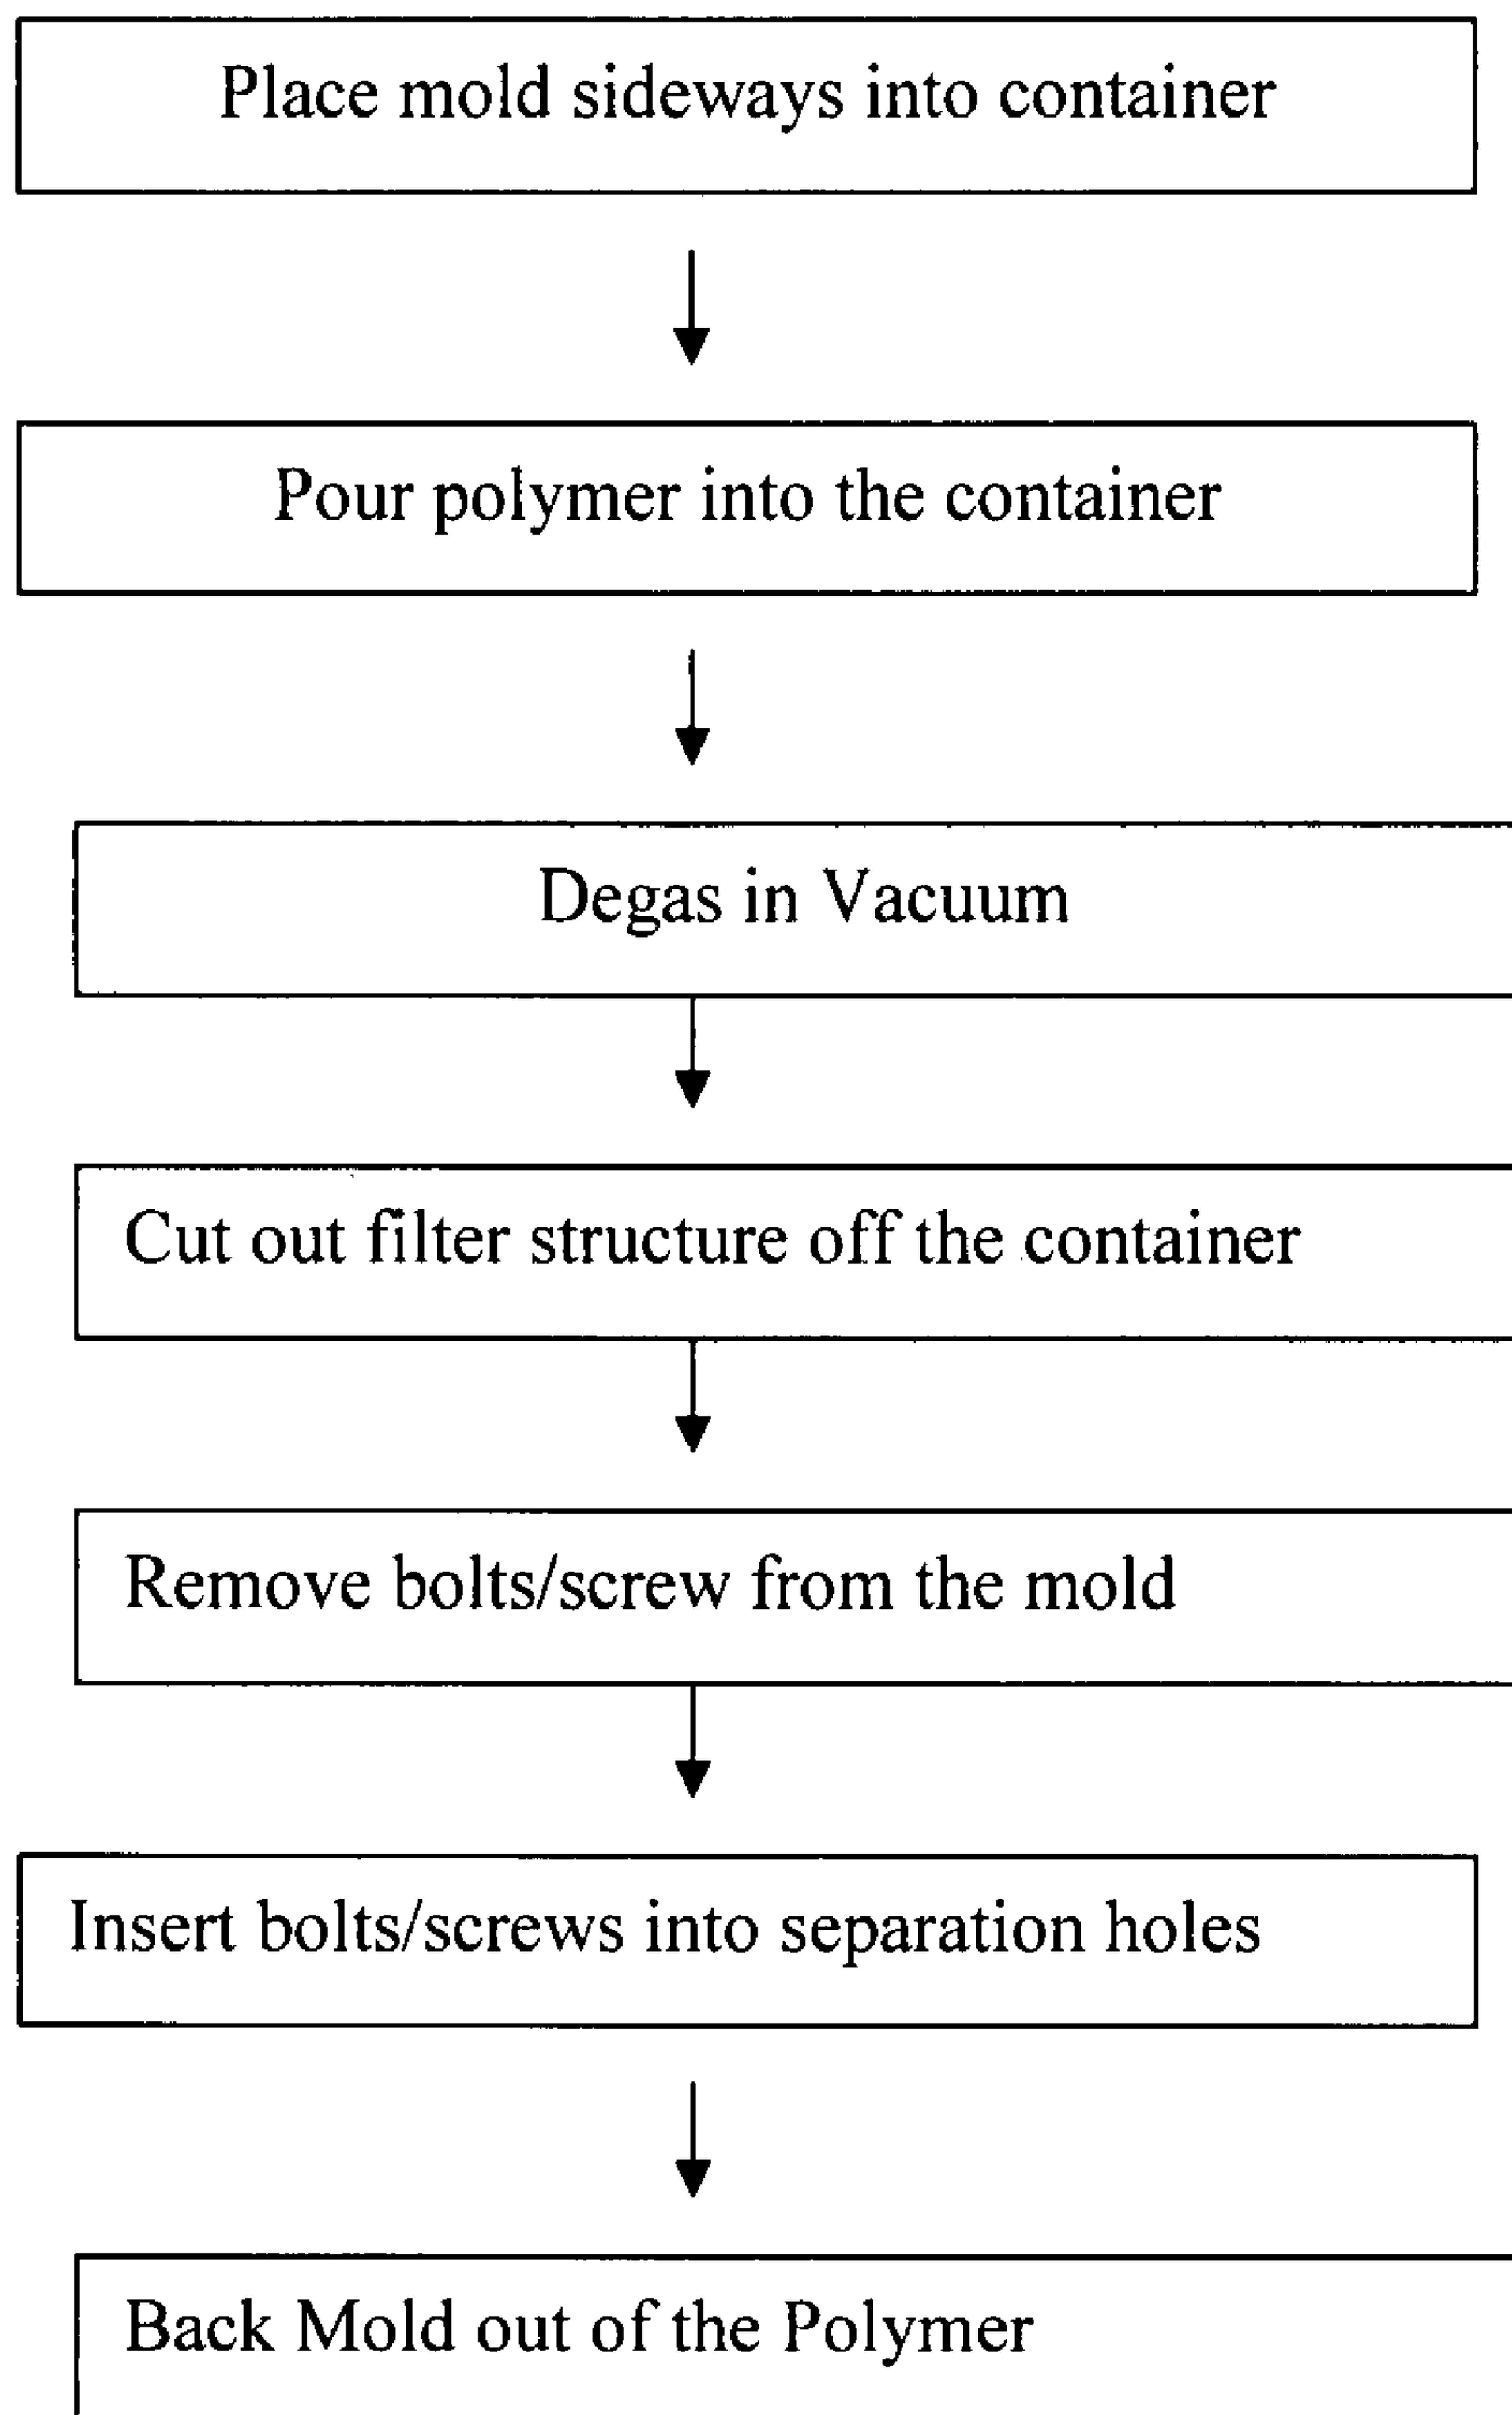 Place mold sideways into container
Pour polymer into the container
Degas in Vacuum
Cut out filter structure off the container
Remove bolts/screw from the mold
Insert bolts/screws into separation holes
Back Mold out of the Polymer